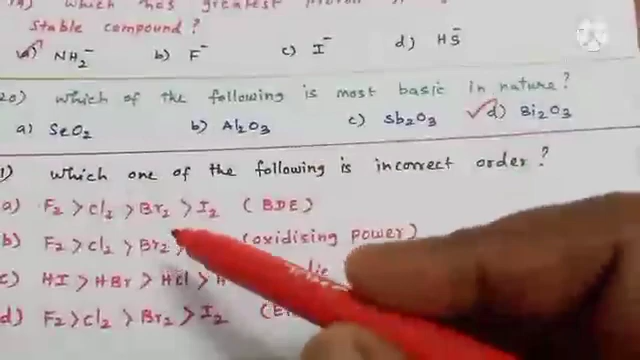 which has greatest
stable compound?
a) NH₂⁻ b) F⁻ c) I⁻ d) HS⁻
20) Which of the following is most basic in nature?
a) SeO₂ b) Al₂O₃ c) Sb₂O₃ d) Bi₂O₃
1) Which one of the following is incorrect order?
a) F₂ > Cl₂ > Br₂ > I₂ (BDE)
b) F₂ > Cl₂ > Br₂ > (oxidising power)
c) HI > HBr > HCl > H
d) F₂ > Cl₂ > Br₂ > I₂